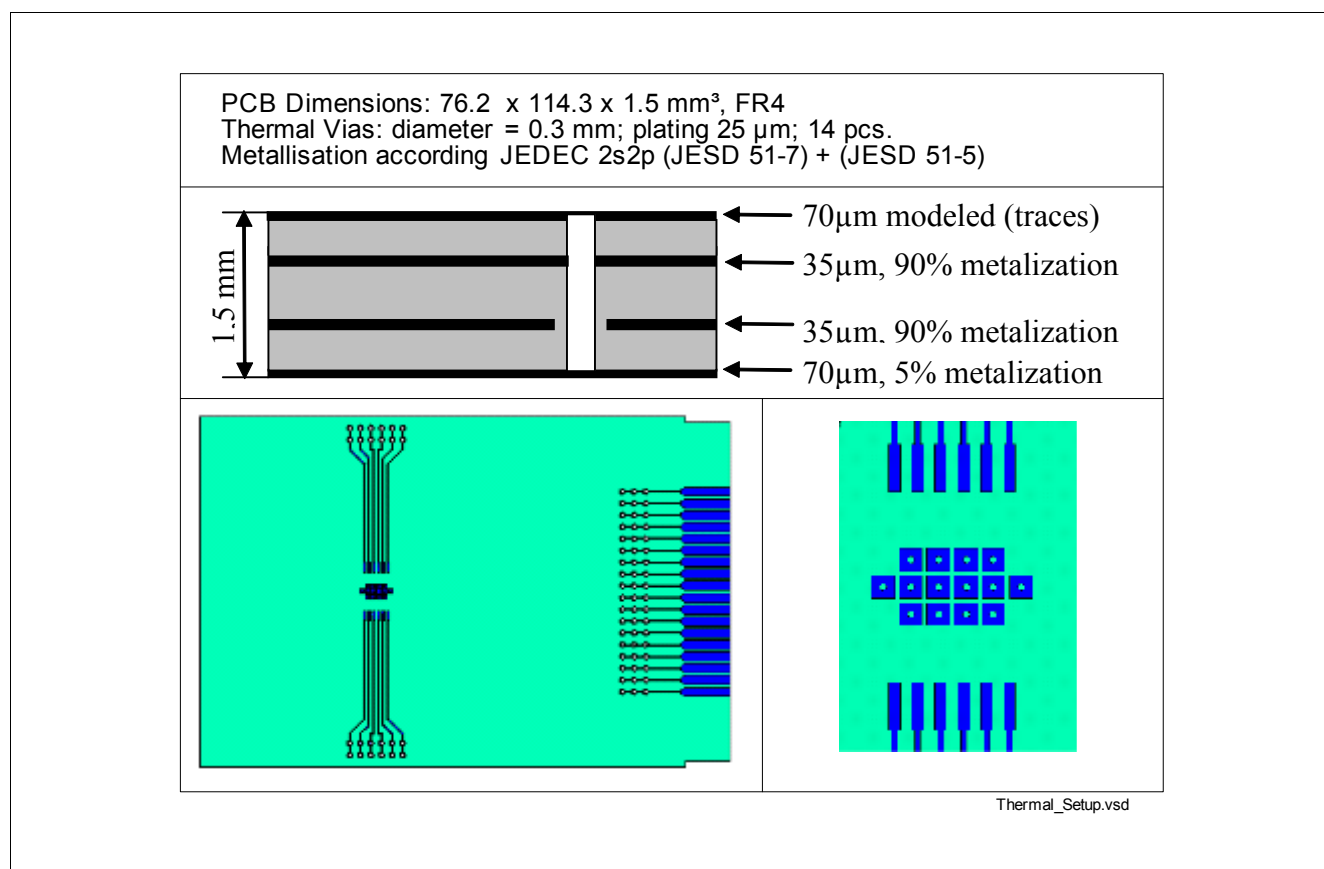 PCB Dimensions: 76.2 x 114.3 x 1.5 mm³, FR4
Thermal Vias: diameter = 0.3 mm; plating 25 µm; 14 pcs.
Metallisation according JEDEC 2s2p (JESD 51-7) + (JESD 51-5)
1.5 mm
70µm modeled (traces)
35µm, 90% metalization
35µm, 90% metalization
70µm, 5% metalization
Thermal_Setup.vsd